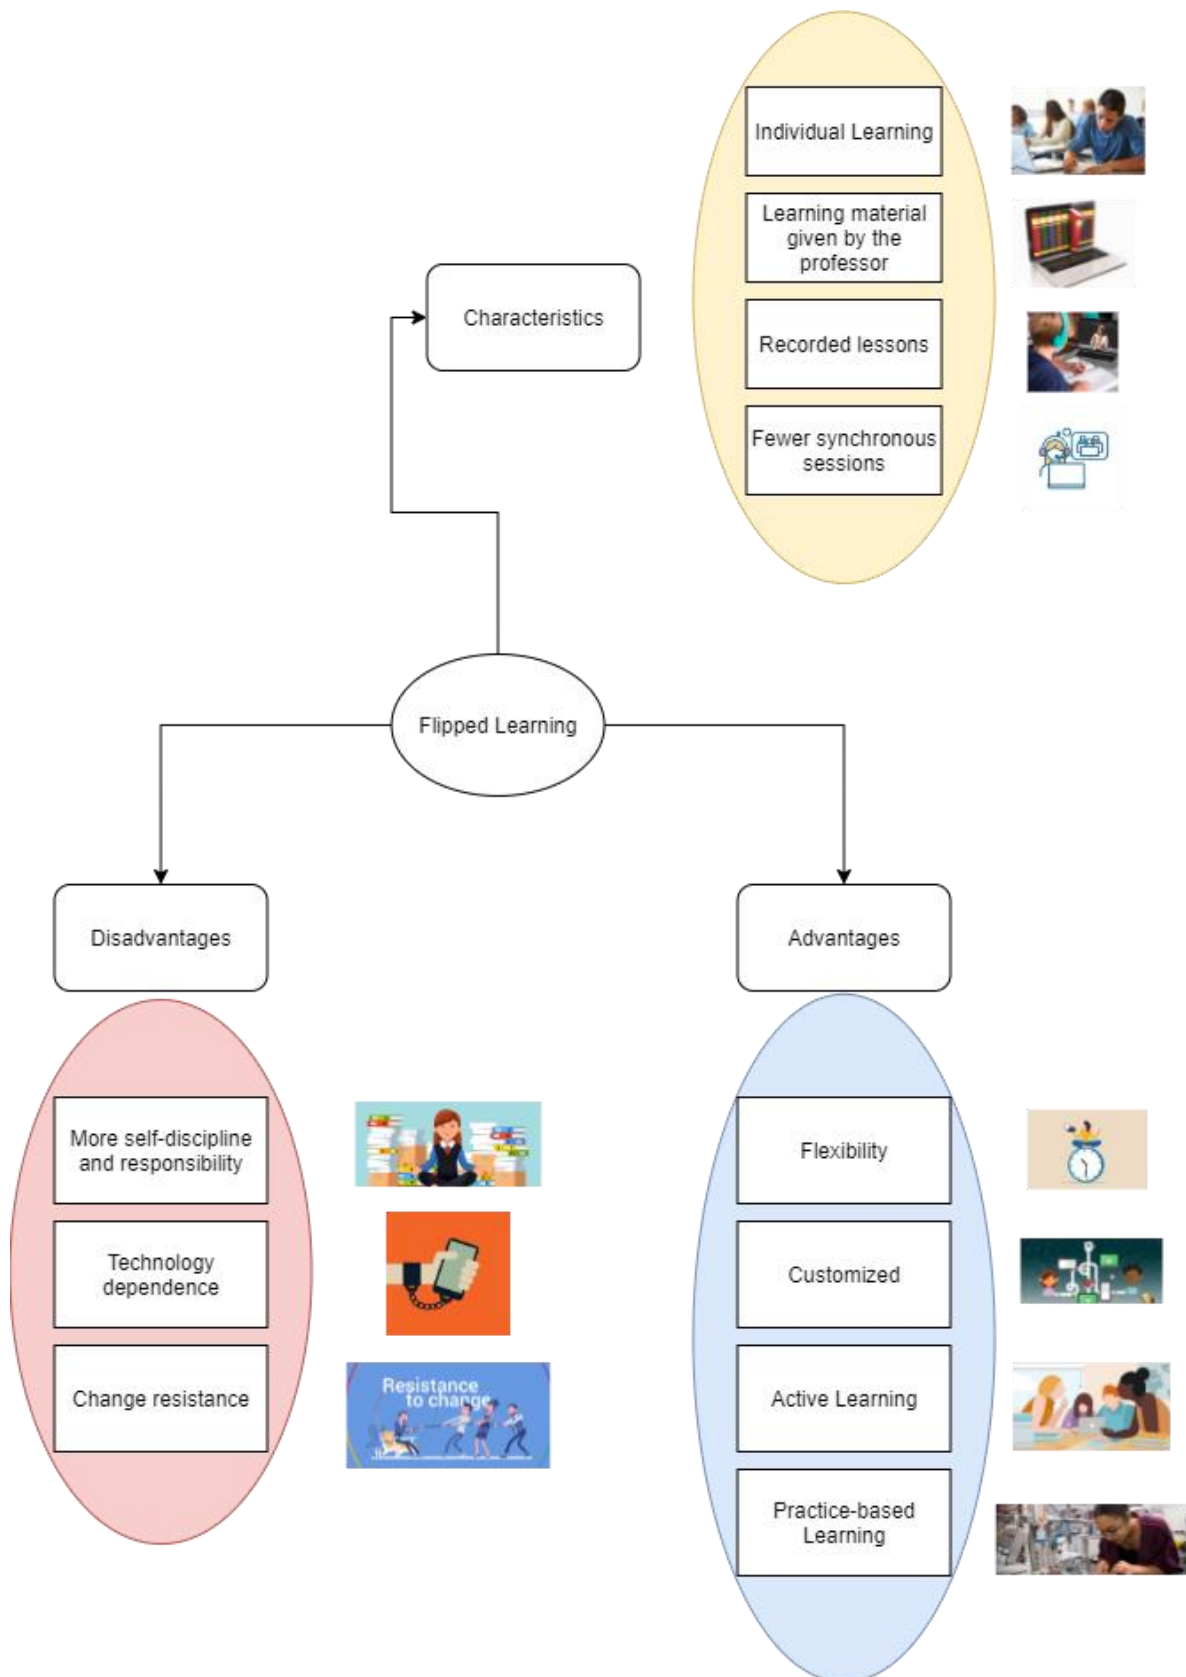 Individual Learning
Learning material
given by the
professor
Characteristics
Recorded lessons
Fewer synchronous
sessions
Flipped Learning
Disadvantages
Advantages
More self-discipline
and responsibility
Flexibility
Technology
dependence
Customized
Change resistance
Resistance
to change
Active Learning
Practice-based
Learning